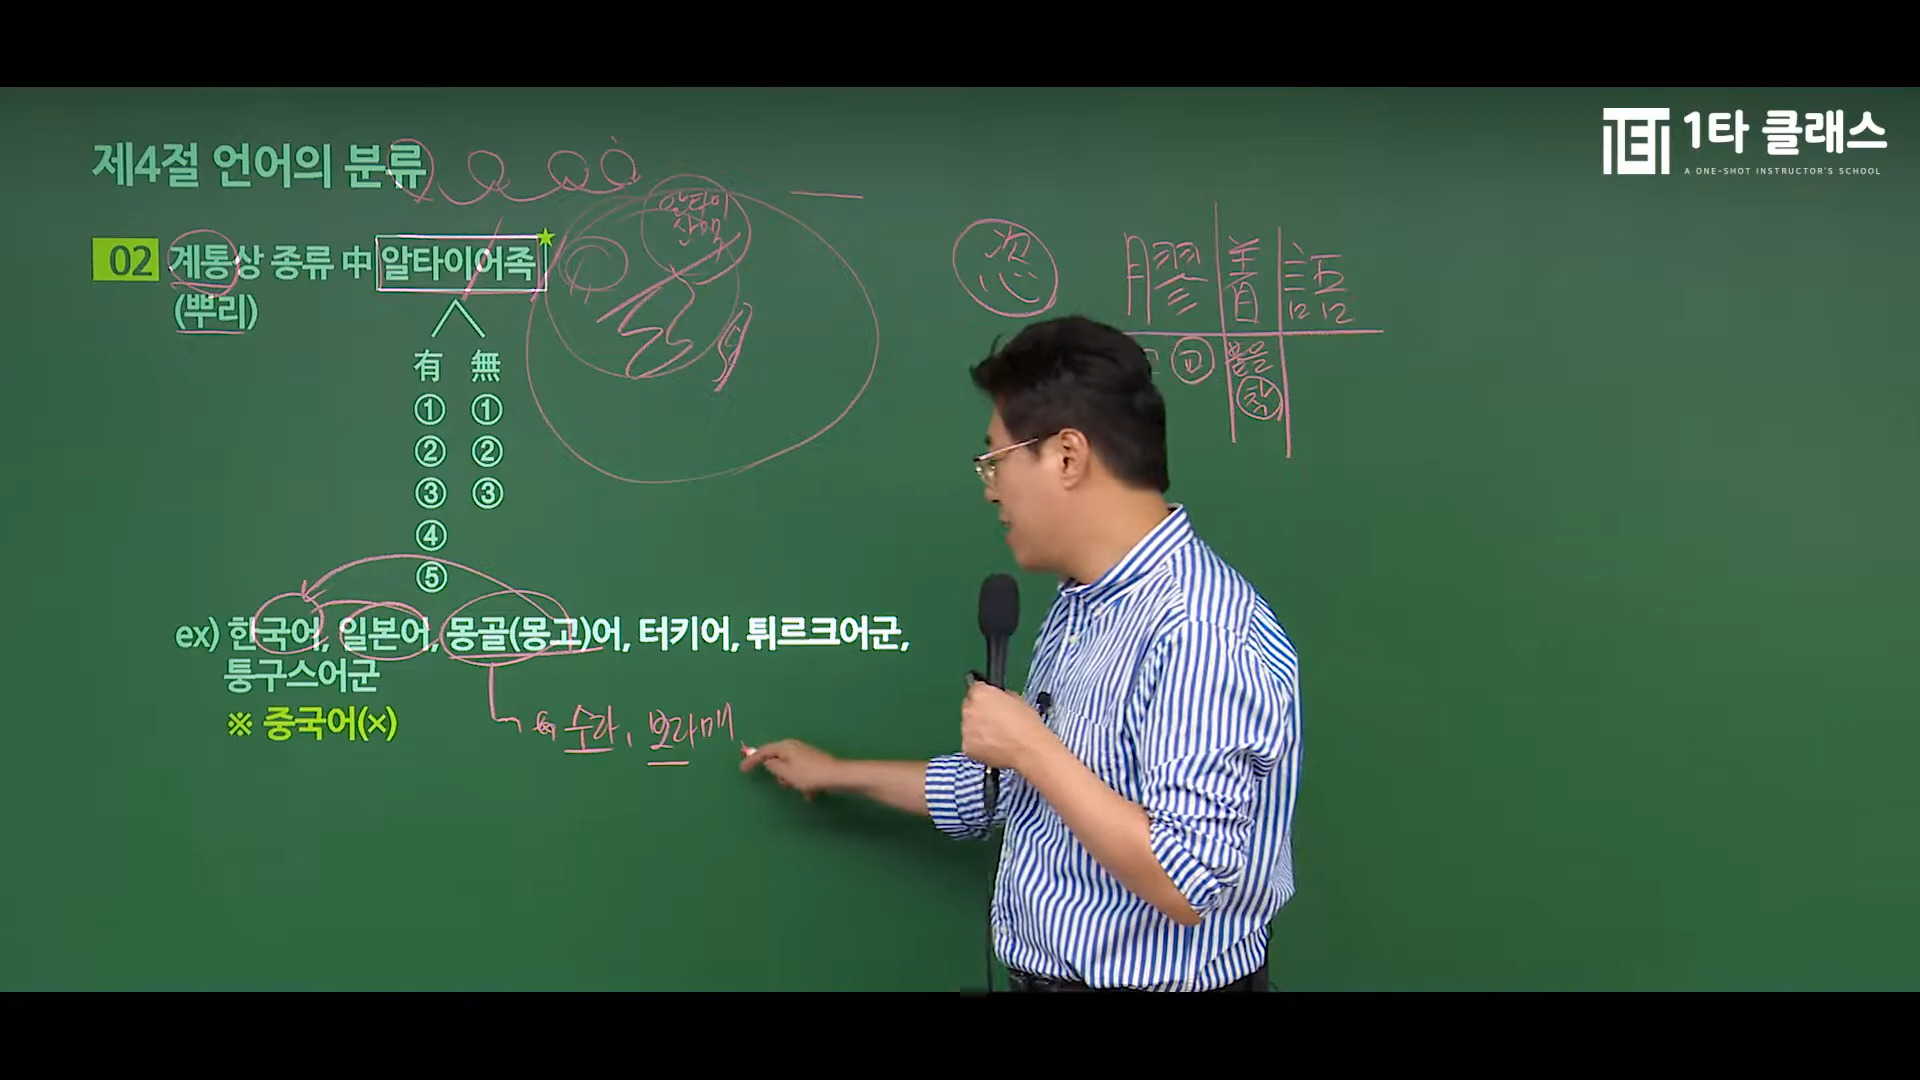 1타 클래스
A ONE-SHOT INSTRUCTOR'S SCHOOL
제4절 언어의 분류
02 계통상 종류 中 알타이어족
(뿌리)
알타이
산맥
有 無
① ①
② ②
③ ③
④
⑤
膠 着 語
붙을
착
ex) 한국어, 일본어, 몽골(몽고)어, 터키어, 튀르크어군,
퉁구스어군
※ 중국어(×)
수라, 보라매